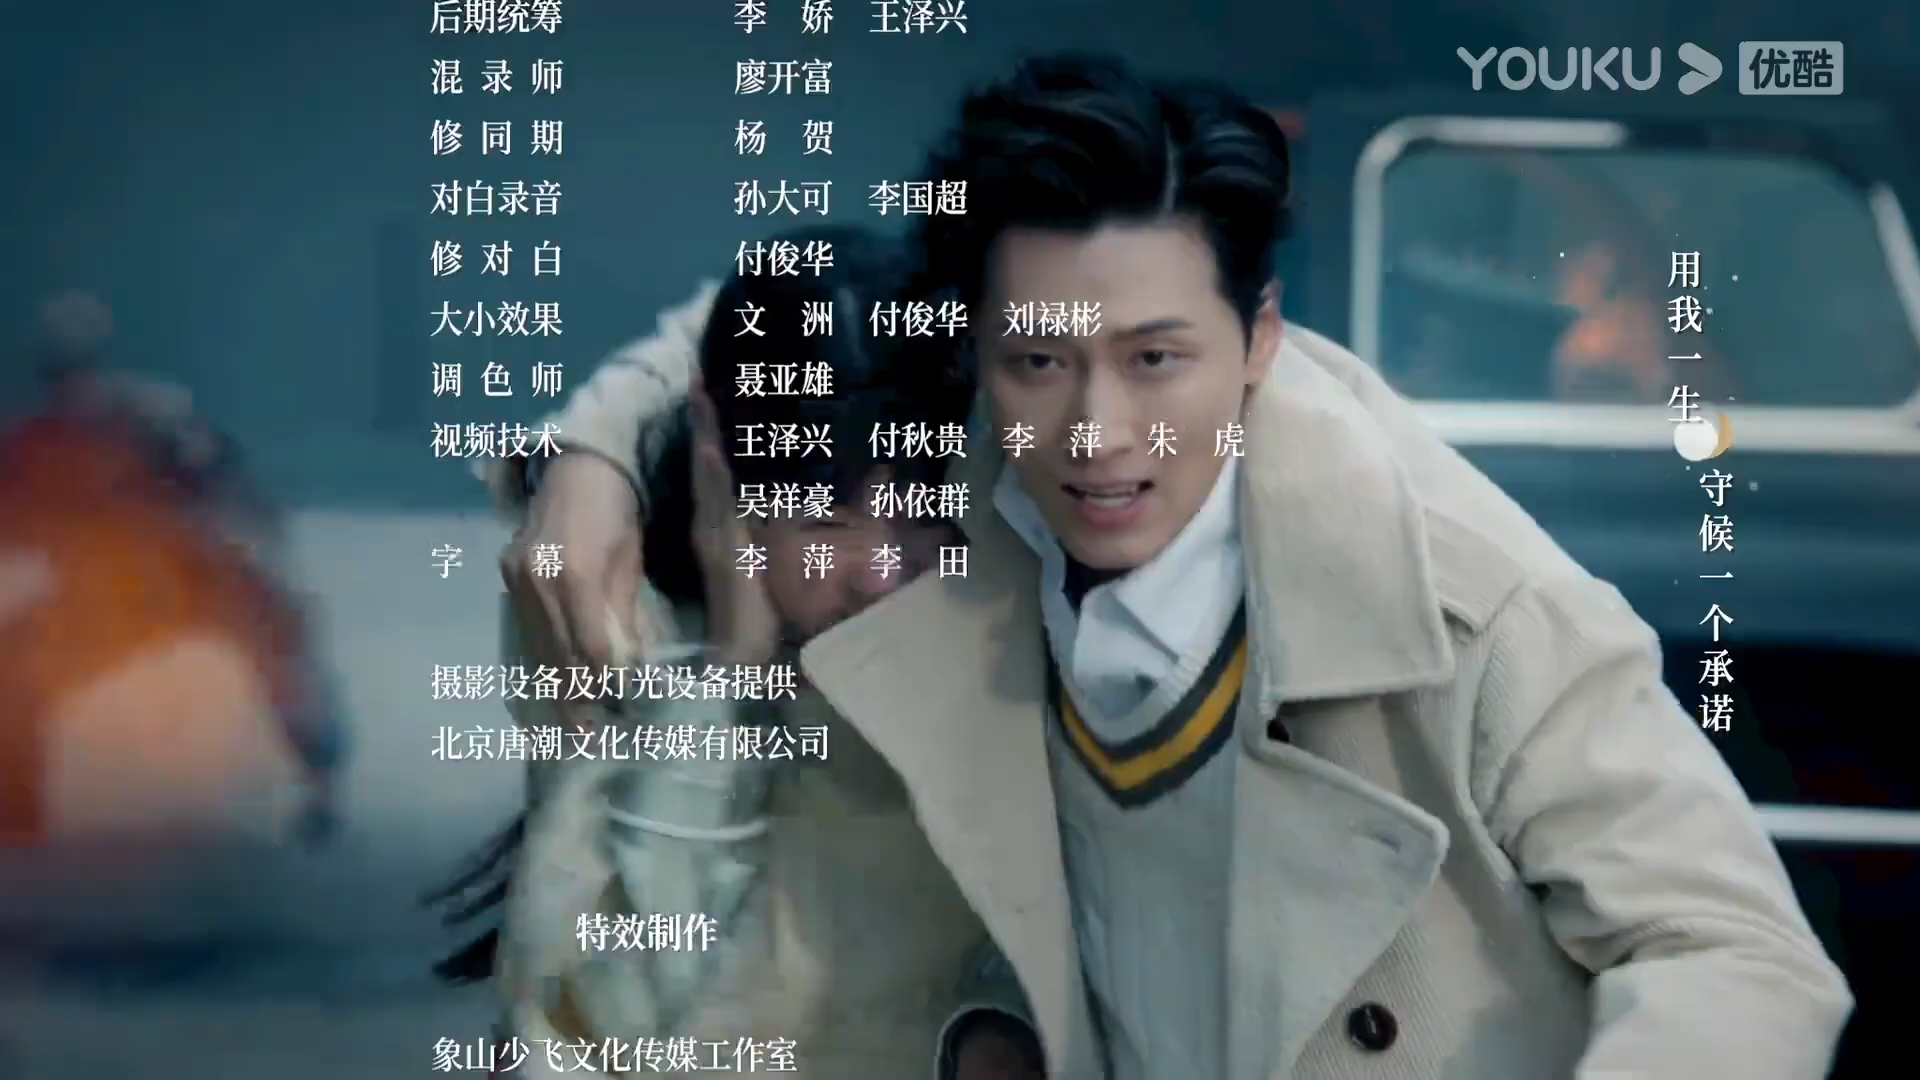 后期统筹 李 娇 王泽兴
YOUKU 优酷
混录师 廖开富
修同期 杨 贺
对白录音 孙大可 李国超
修对白 付俊华
大小效果 文 洲 付俊华 刘禄彬
调色师 聂亚雄
视频技术 王泽兴 付秋贵 李 萍 朱 虎
吴祥豪 孙依群
字幕 李 萍 李 田
摄影设备及灯光设备提供
北京唐潮文化传媒有限公司
特效制作
象山少飞文化传媒工作室
用我一生
守候一个承诺